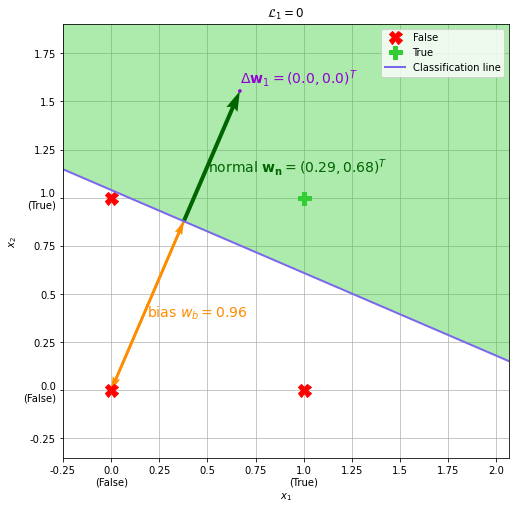 ℒ₁ = 0
False
True
Classification line
Δw₁ = (0.0, 0.0)ᵀ
normal wₙ = (0.29, 0.68)ᵀ
bias w_b = 0.96
x₂
1.75
1.5
1.25
1.0
(True)
0.75
0.5
0.25
0.0
(False)
-0.25
-0.25 0.0 0.25 0.5 0.75 1.0 1.25 1.5 1.75 2.0
(False) (True)
x₁